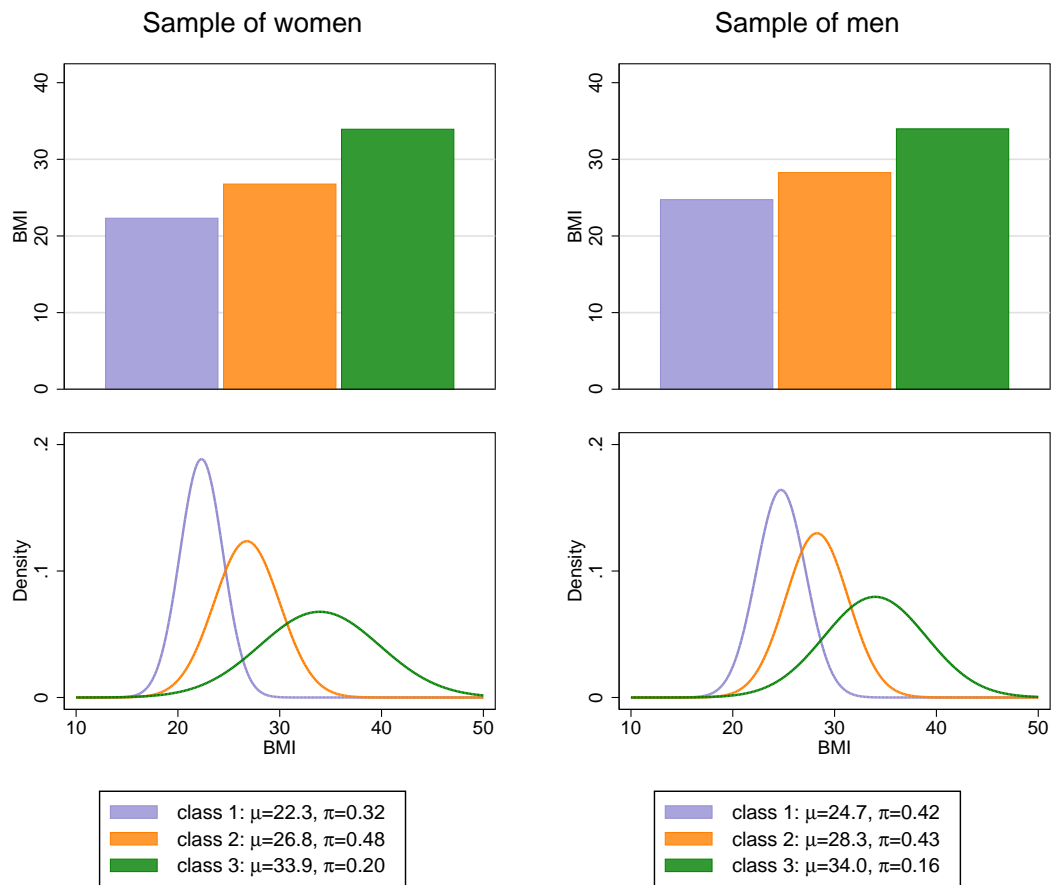 Sample of women
Sample of men
40
30
20
10
0
BMI
40
30
20
10
0
BMI
.2
.1
0
Density
10 20 30 40 50
BMI
.2
.1
0
Density
10 20 30 40 50
BMI
class 1: μ=22.3, π=0.32
class 2: μ=26.8, π=0.48
class 3: μ=33.9, π=0.20
class 1: μ=24.7, π=0.42
class 2: μ=28.3, π=0.43
class 3: μ=34.0, π=0.16